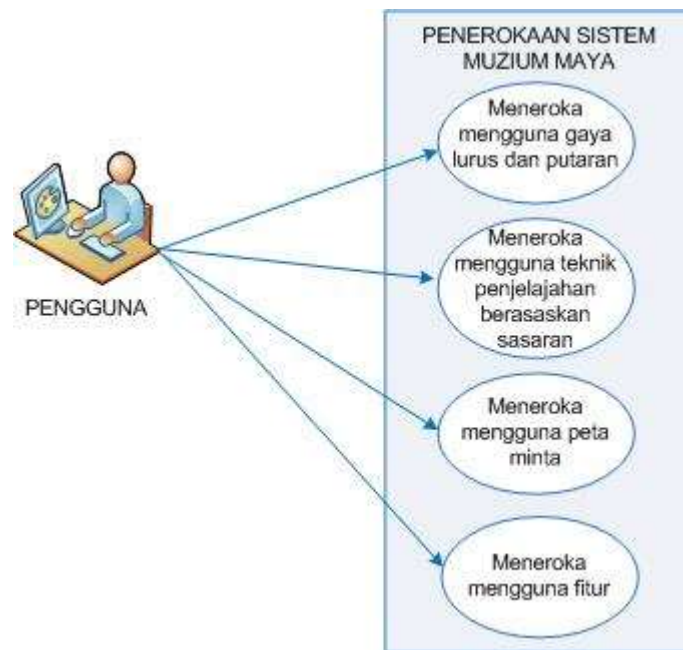 PENEROKAAN SISTEM
MUZIUM MAYA
Meneroka
mengguna gaya
lurus dan putaran
Meneroka
mengguna teknik
penjelajahan
berasaskan
sasaran
PENGGUNA
Meneroka
mengguna peta
minta
Meneroka
mengguna fitur